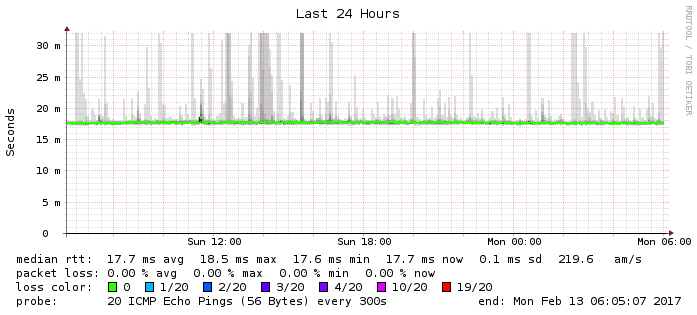 Last 24 Hours
RRDTOOL / TOBI OETIKER
Seconds
30 m
25 m
20 m
15 m
10 m
5 m
0
Sun 12:00 Sun 18:00 Mon 00:00 Mon 06:00
median rtt: 17.7 ms avg 18.5 ms max 17.6 ms min 17.7 ms now 0.1 ms sd 219.6 am/s
packet loss: 0.00 % avg 0.00 % max 0.00 % min 0.00 % now
loss color: 0 1/20 2/20 3/20 4/20 10/20 19/20
probe: 20 ICMP Echo Pings (56 Bytes) every 300s end: Mon Feb 13 06:05:07 2017